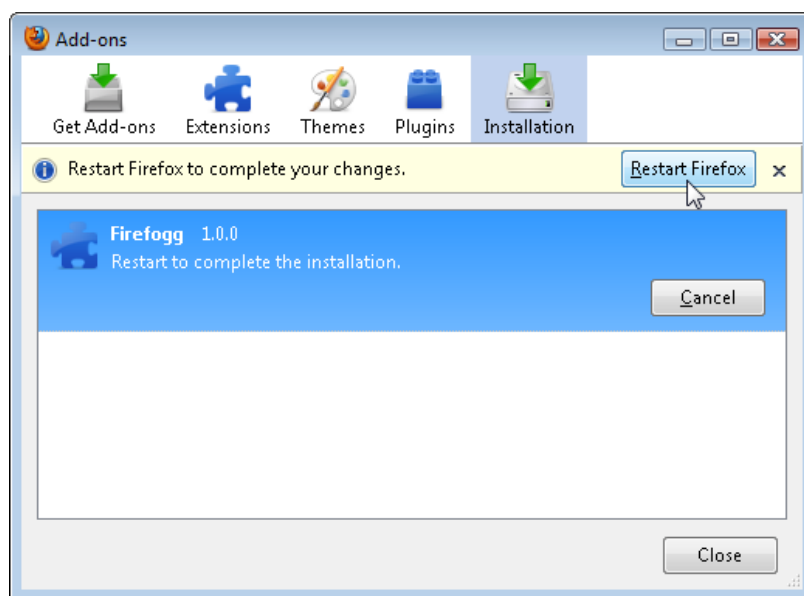 Add-ons
Get Add-ons Extensions Themes Plugins Installation
Restart Firefox to complete your changes. Restart Firefox
Firefogg 1.0.0
Restart to complete the installation.
Cancel
Close